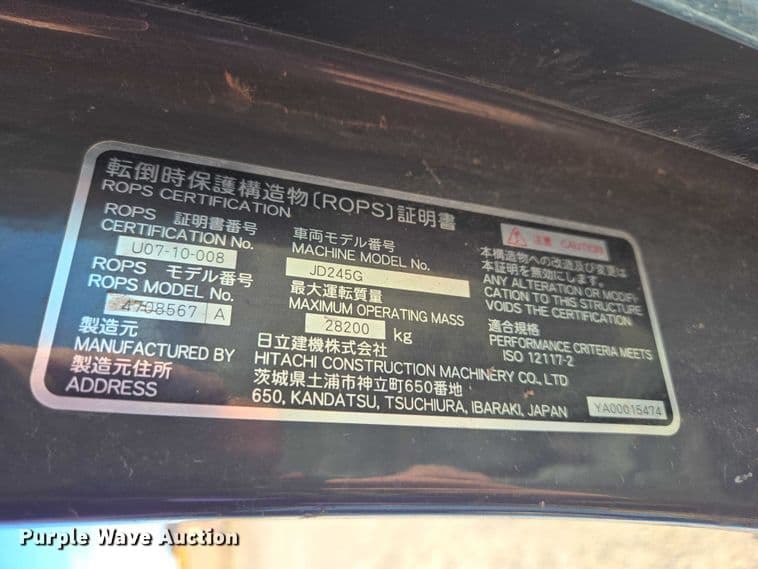 転倒時保護構造物〔ROPS〕証明書
ROPS CERTIFICATION
ROPS 証明書番号
CERTIFICATION No.
U07-10-008
ROPS モデル番号
ROPS MODEL No.
4708567 A
車両モデル番号
MACHINE MODEL No.
JD245G
最大運転質量
MAXIMUM OPERATING MASS
28200 kg
製造元
MANUFACTURED BY
日立建機株式会社
HITACHI CONSTRUCTION MACHINERY CO., LTD
製造元住所
ADDRESS
茨城県土浦市神立町650番地
650, KANDATSU, TSUCHIURA, IBARAKI, JAPAN
注意 CAUTION
本構造物への改造及び変更は
本証明を無効にします。
ANY ALTERATION OR MODIFI-
CATION TO THIS STRUCTURE
VOIDS THE CERTIFICATION
適合規格
PERFORMANCE CRITERIA MEETS
ISO 12117-2
YA00015474
Purple Wave Auction